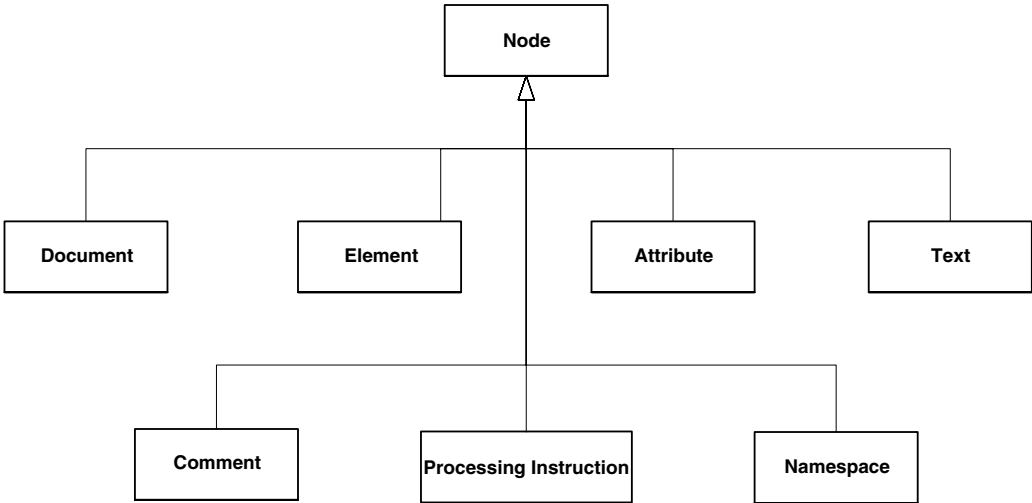 Node
Document
Element
Attribute
Text
Comment
Processing Instruction
Namespace